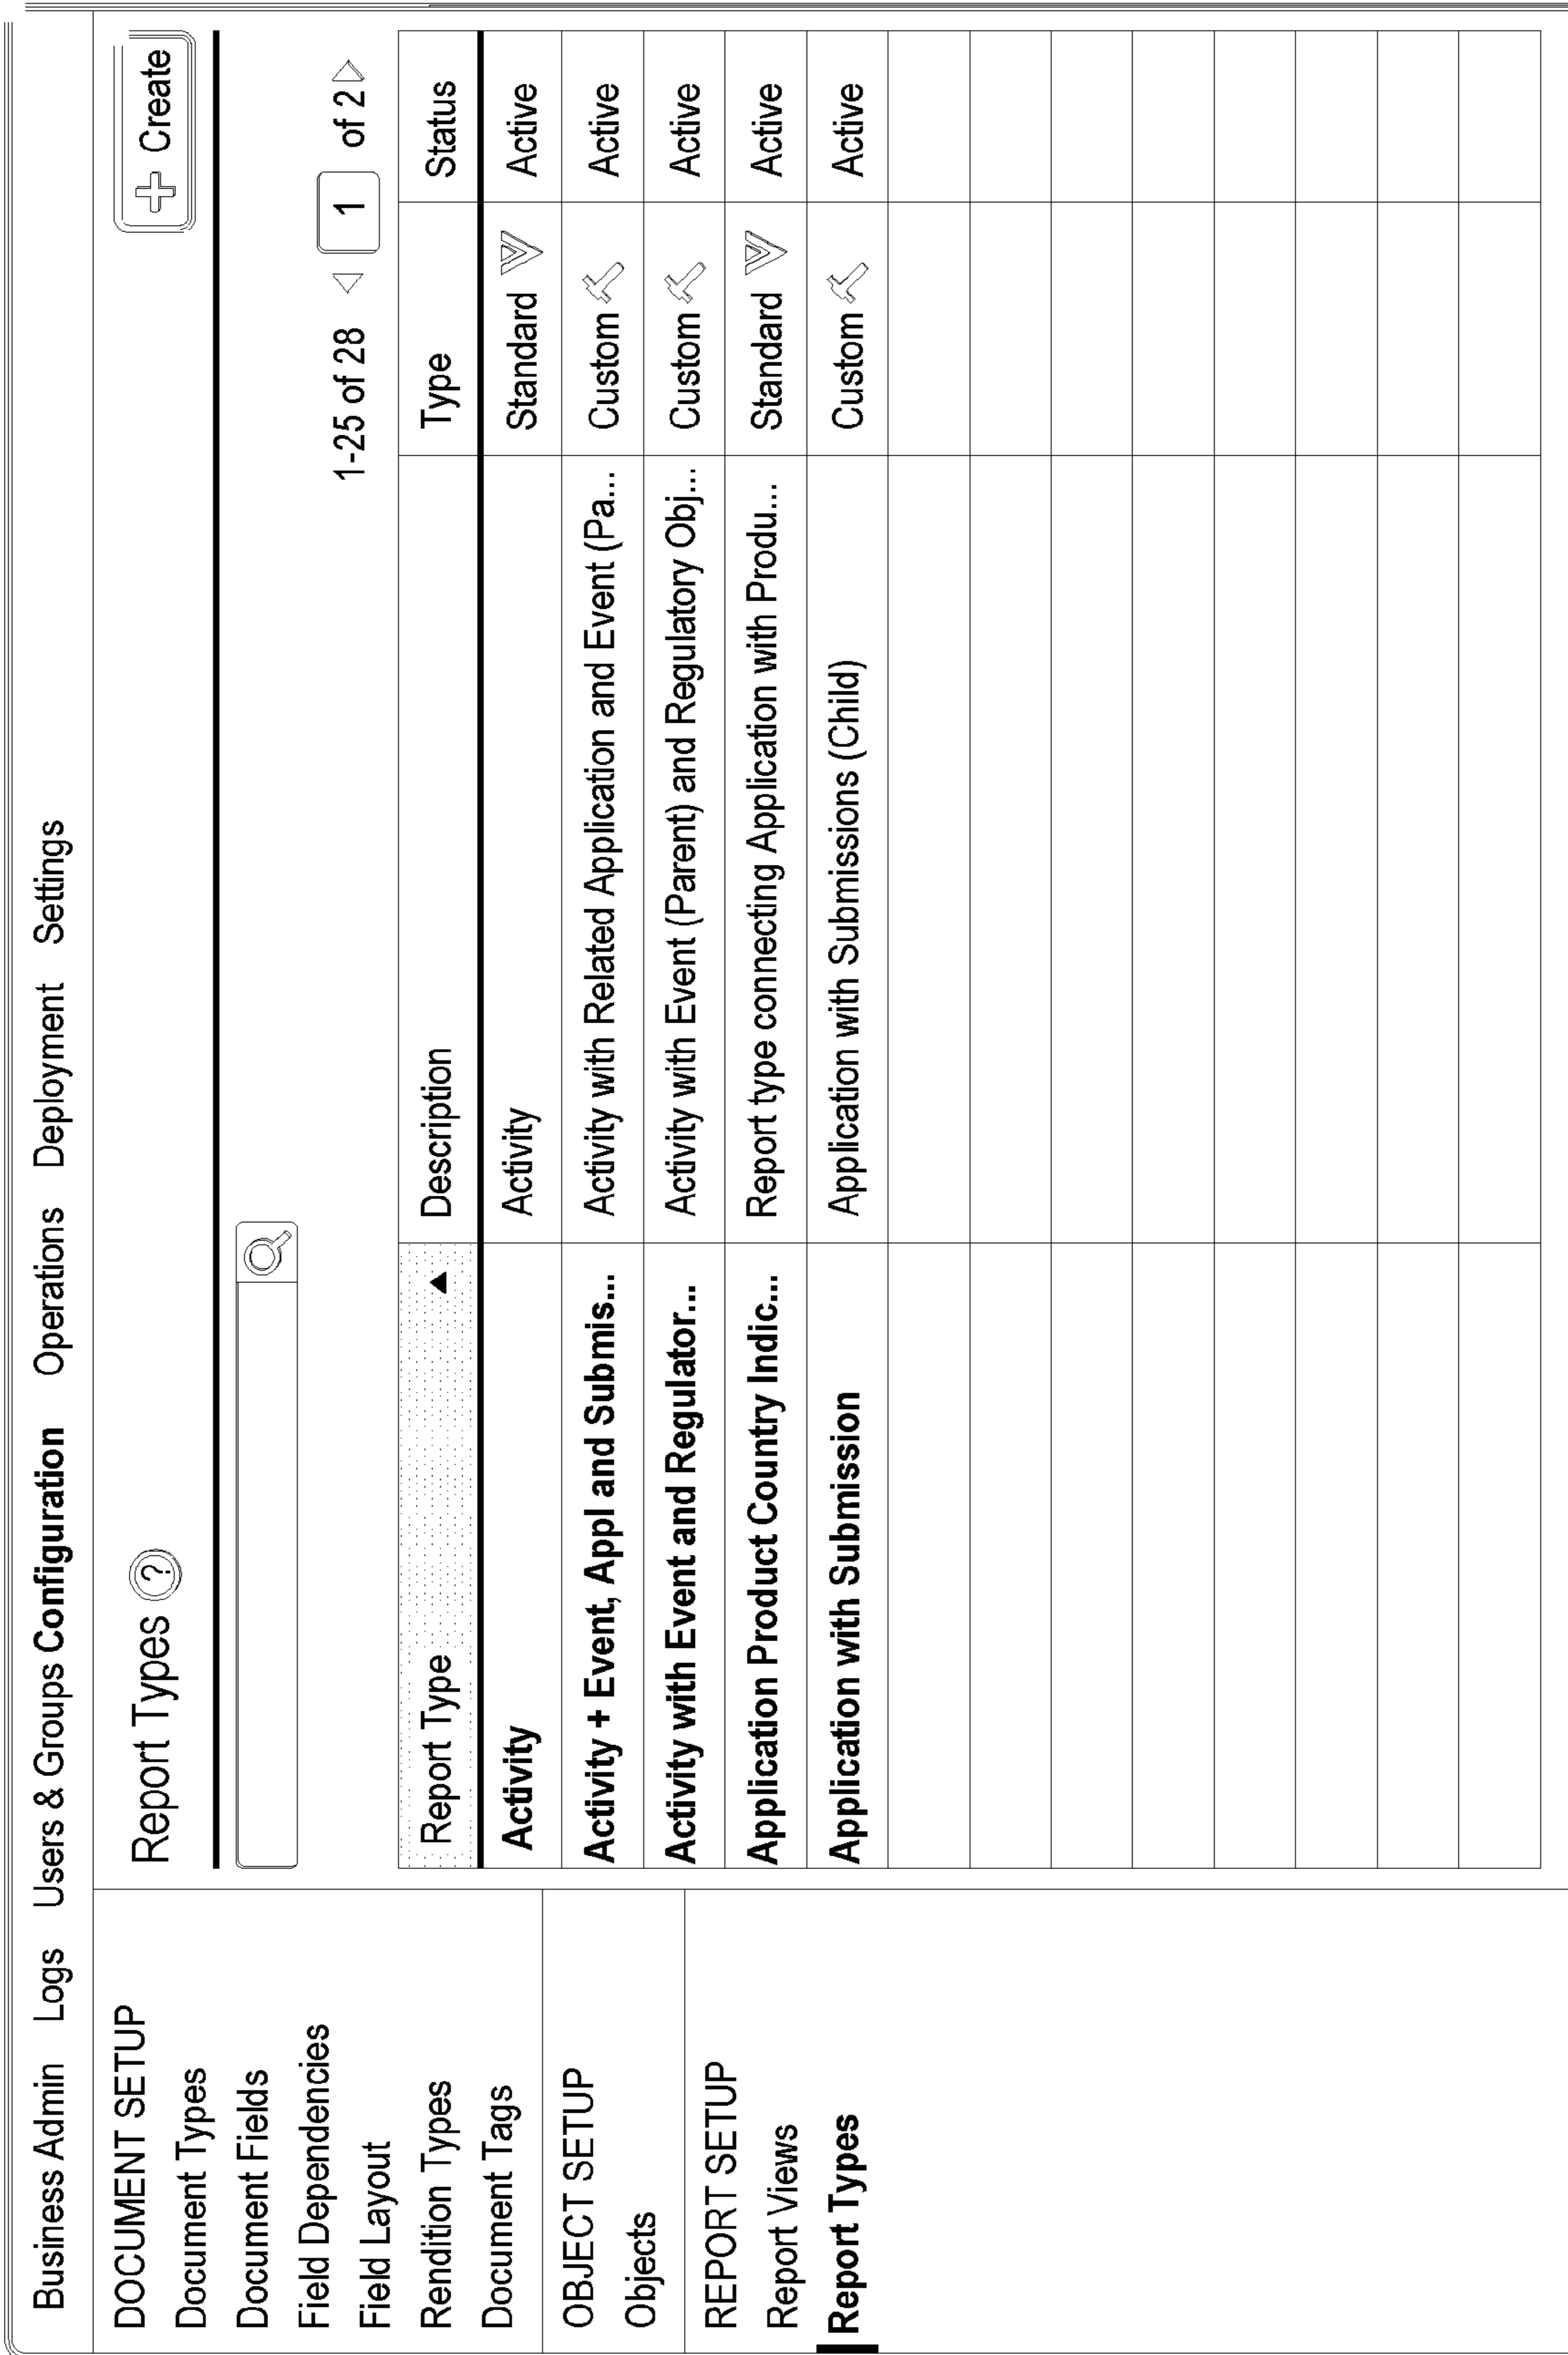 Business Admin Logs Users & Groups Configuration Operations Deployment Settings
DOCUMENT SETUP
Document Types
Document Fields
Field Dependencies
Field Layout
Rendition Types
Document Tags
OBJECT SETUP
Objects
REPORT SETUP
Report Views
Report Types
Report Types ? + Create
1-25 of 28 1 of 2
Report Type Description Type Status
Activity Activity Standard Active
Activity + Event, Appl and Submis... Activity with Related Application and Event (Pa... Custom Active
Activity with Event and Regulator... Activity with Event (Parent) and Regulatory Obj... Custom Active
Application Product Country Indic... Report type connecting Application with Produ... Standard Active
Application with Submission Application with Submissions (Child) Custom Active